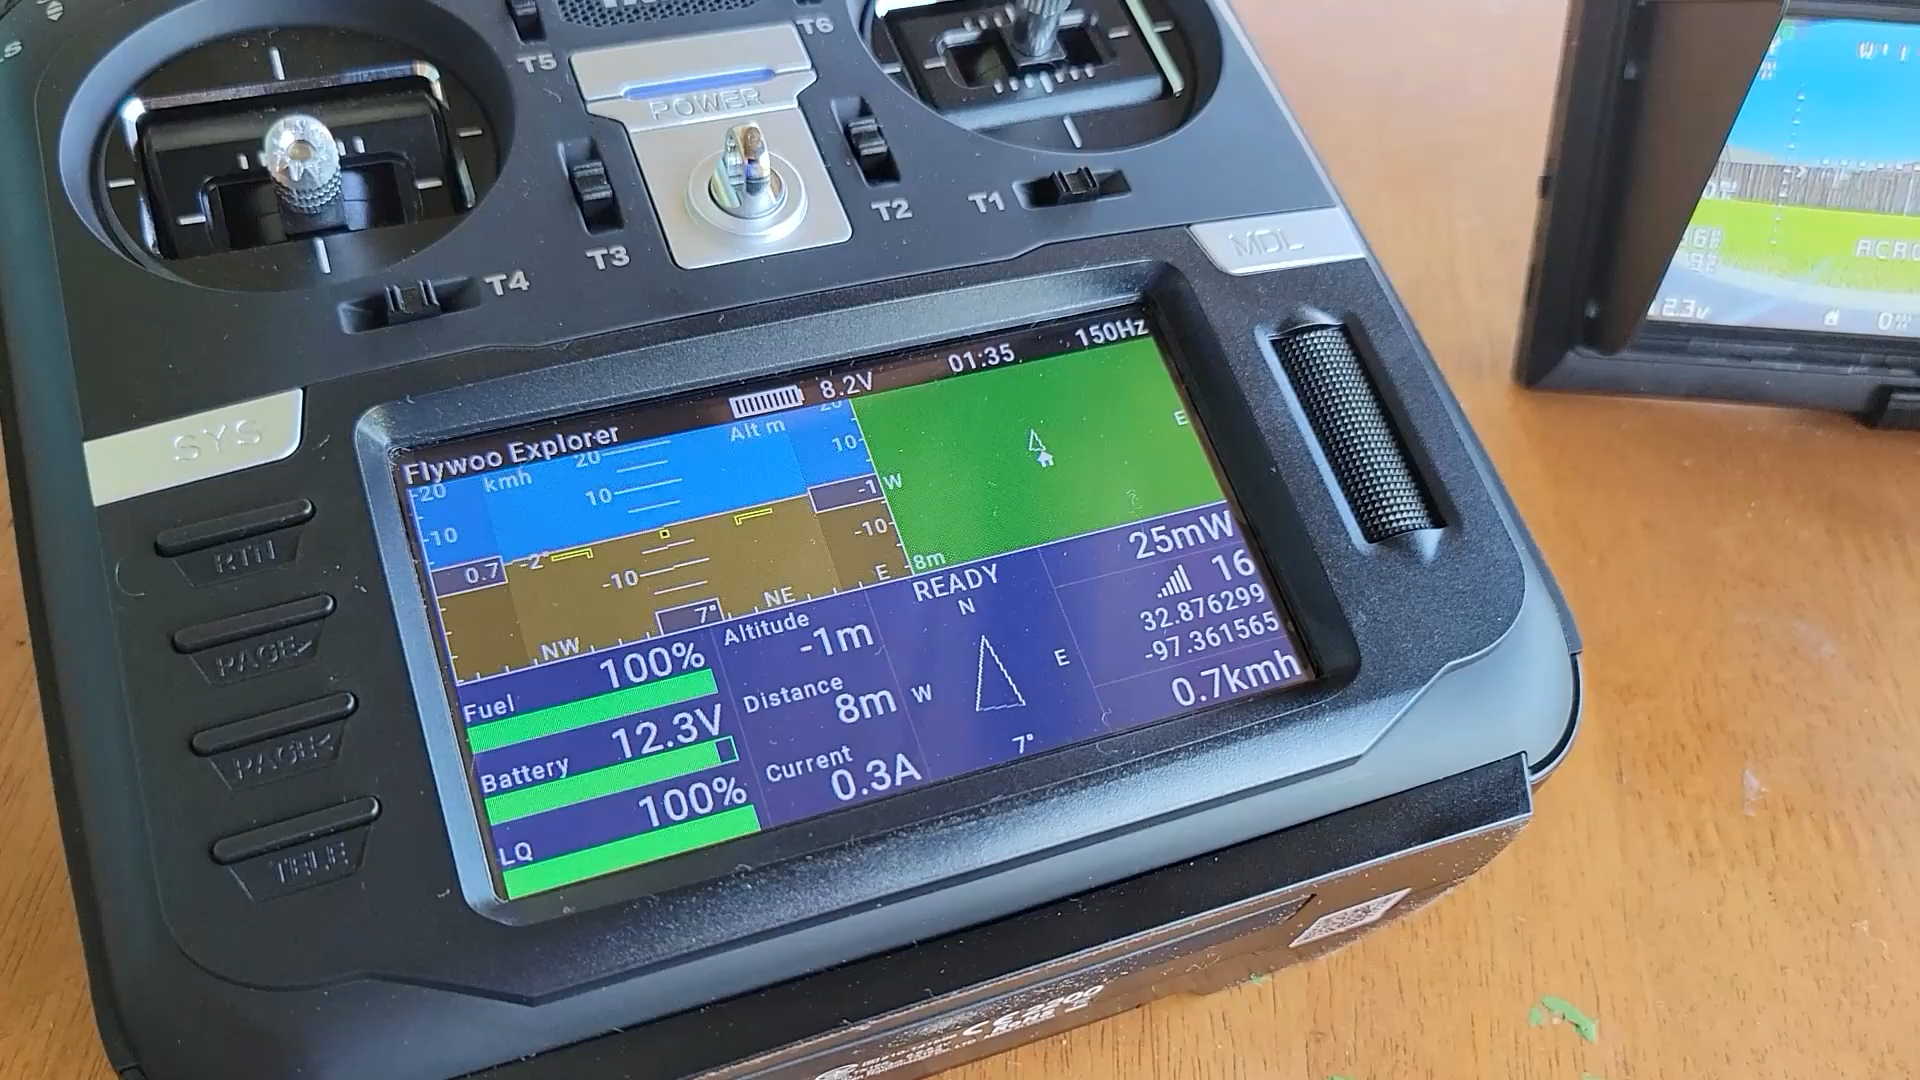 T6
T5
POWER
T2
T1
T3
T4
MDL
SYS
RTN
PAGE>
PAGE<
TELE
Flywoo Explorer
8.2V
01:35
150Hz
-20
kmh
20
Alt m
20
10
10
-10
0.7
-2°
-10
-1
-10
W
E
8m
NW
7°
NE
E
Fuel
100%
Battery
12.3V
LQ
100%
Altitude
-1m
Distance
8m
Current
0.3A
READY
N
W
E
7°
25mW
16
32.876299
-97.361565
0.7kmh
ACRO